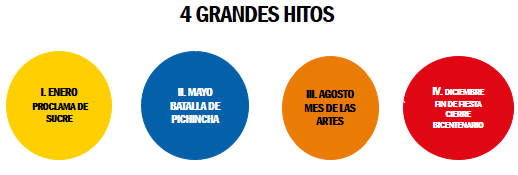 4 GRANDES HITOS
I. ENERO
PROCLAMA DE
SUCRE
II. MAYO
BATALLA DE
PICHINCHA
III. AGOSTO
MES DE LAS
ARTES
IV. DICIEMBRE
FIN DE FIESTA
CIERRE
BICENTENARIO